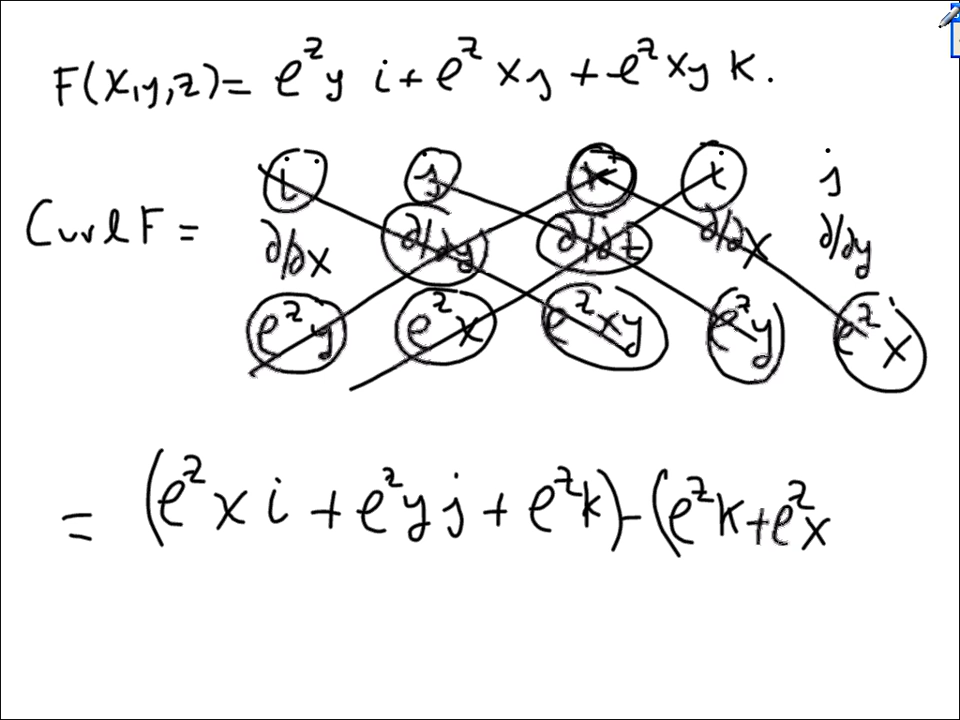 F(x,y,z) = e^z y i + e^z x j + e^z xy k.
i j k i j
Curl F = ∂/∂x ∂/∂y ∂/∂z ∂/∂x ∂/∂y
e^z y e^z x e^z xy e^z y e^z x
= (e^z x i + e^z y j + e^z k) - (e^z k + e^z x